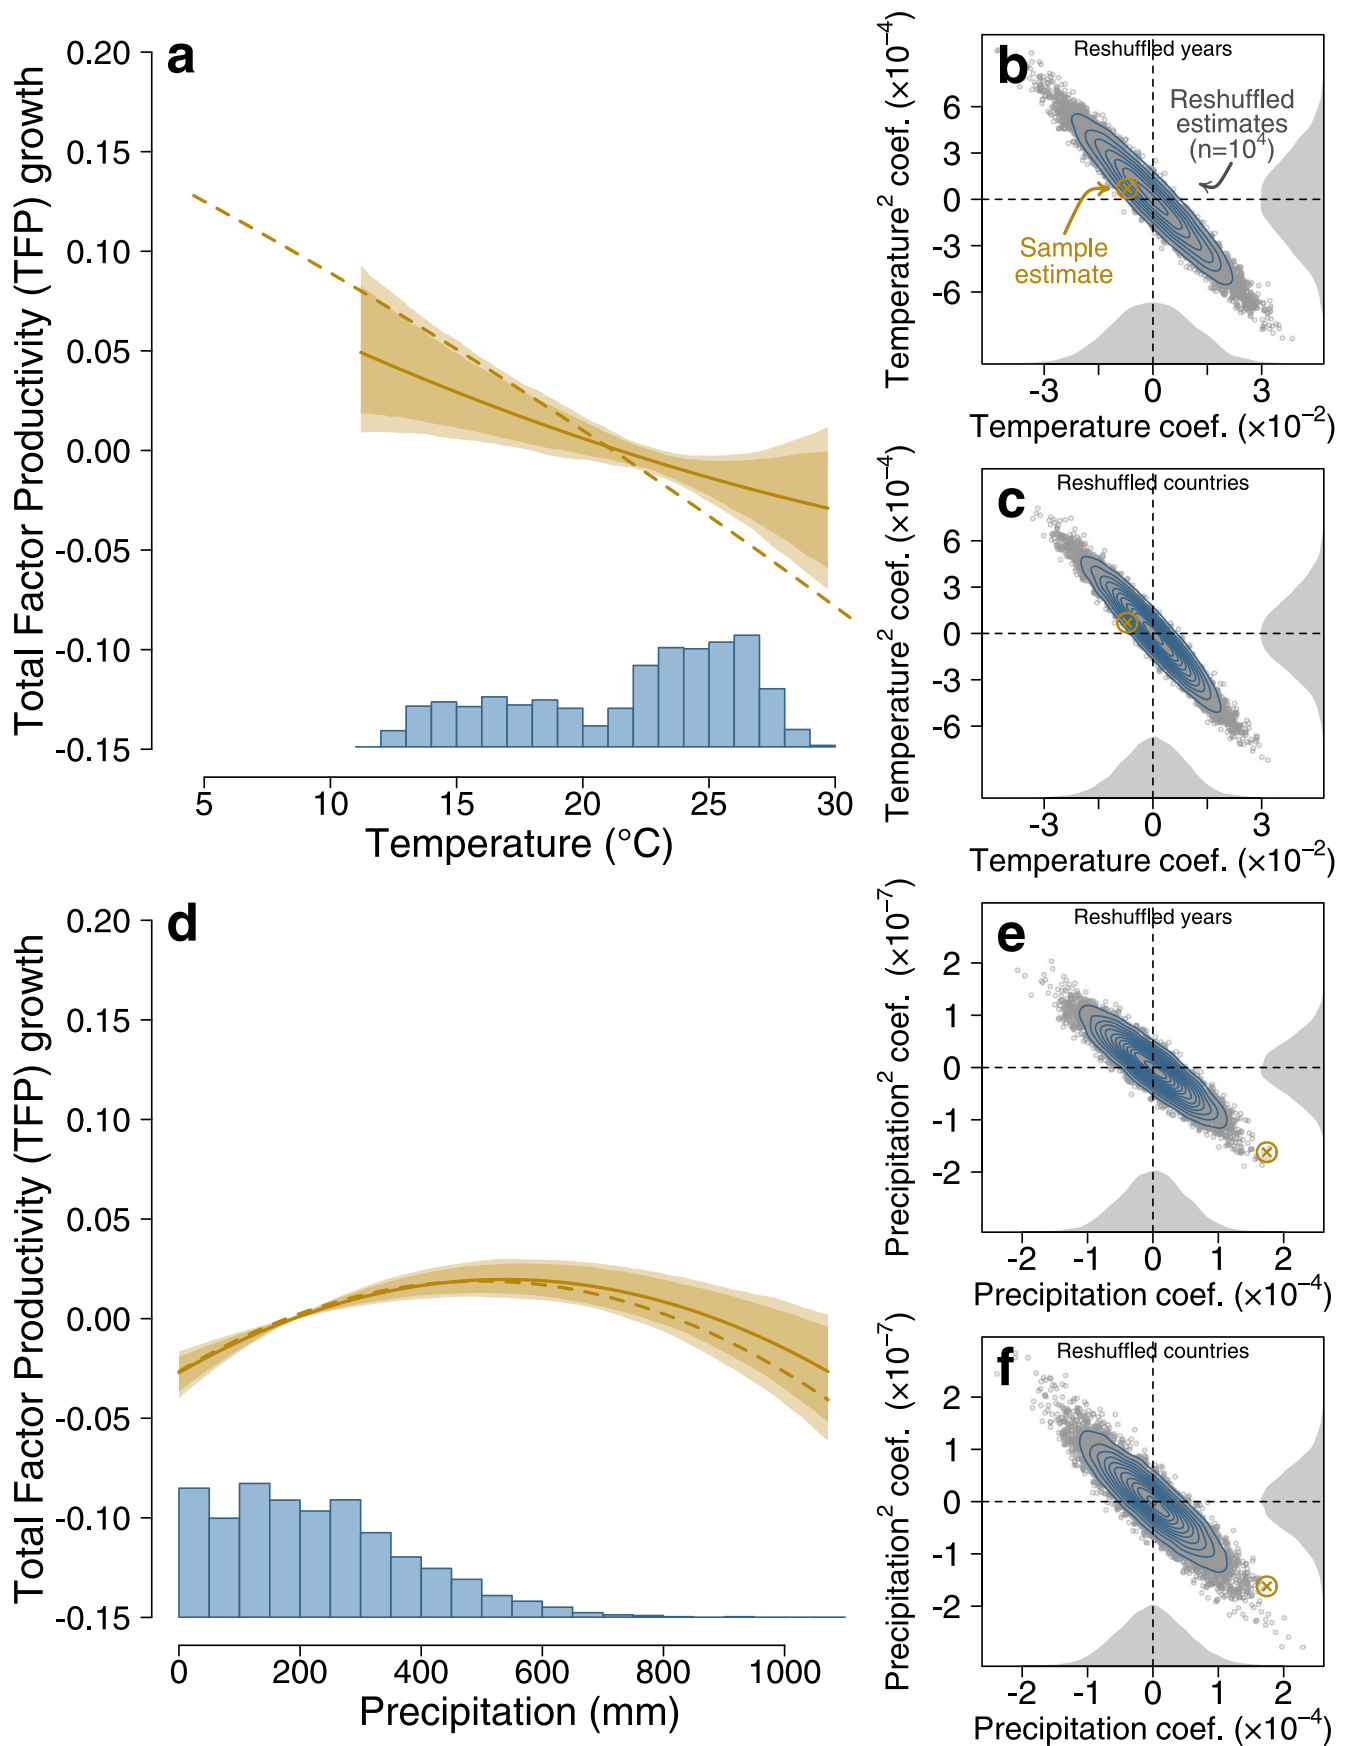 a
Total Factor Productivity (TFP) growth
0.20
0.15
0.10
0.05
0.00
-0.05
-0.10
-0.15
5 10 15 20 25 30
Temperature (°C)
b
Reshuffled years
Reshuffled
estimates
(n=10⁴)
Sample
estimate
Temperature² coef. (×10⁻⁴)
6
3
0
-3
-6
-3 0 3
Temperature coef. (×10⁻²)
c
Reshuffled countries
Temperature² coef. (×10⁻⁴)
6
3
0
-3
-6
-3 0 3
Temperature coef. (×10⁻²)
d
Total Factor Productivity (TFP) growth
0.20
0.15
0.10
0.05
0.00
-0.05
-0.10
-0.15
0 200 400 600 800 1000
Precipitation (mm)
e
Reshuffled years
Precipitation² coef. (×10⁻⁷)
2
1
0
-1
-2
-2 -1 0 1 2
Precipitation coef. (×10⁻⁴)
f
Reshuffled countries
Precipitation² coef. (×10⁻⁷)
2
1
0
-1
-2
-2 -1 0 1 2
Precipitation coef. (×10⁻⁴)